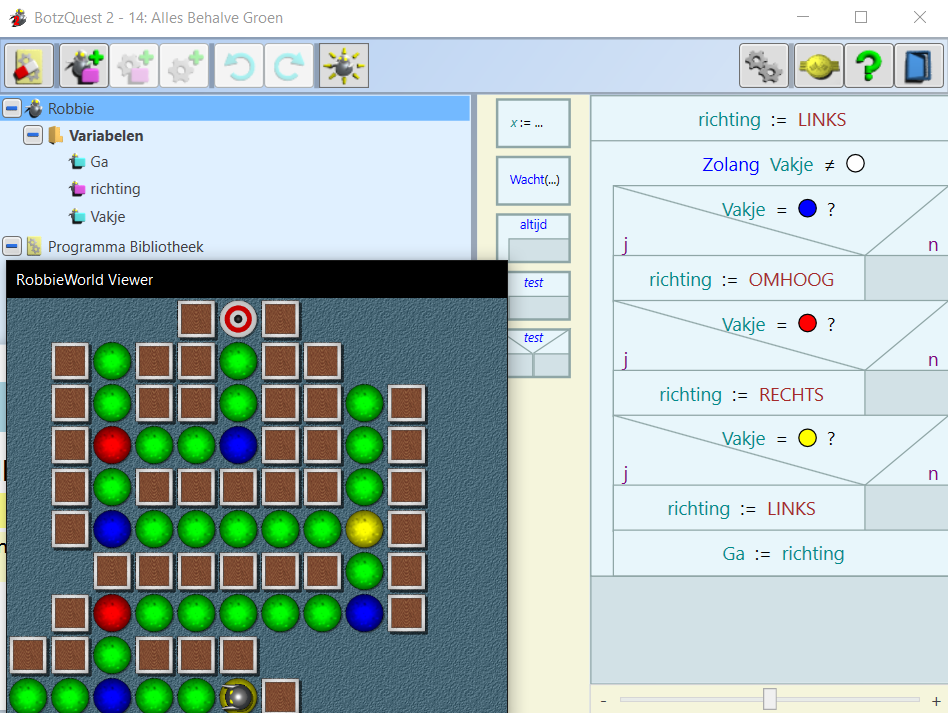 BotzQuest 2 - 14: Alles Behalve Groen
Robbie
Variabelen
Ga
richting
Vakje
Programma Bibliotheek
RobbieWorld Viewer
x := ...
Wacht(...)
altijd
test
test
richting := LINKS
Zolang Vakje ≠
Vakje = ?
j n
richting := OMHOOG
Vakje = ?
j n
richting := RECHTS
Vakje = ?
j n
richting := LINKS
Ga := richting
- +